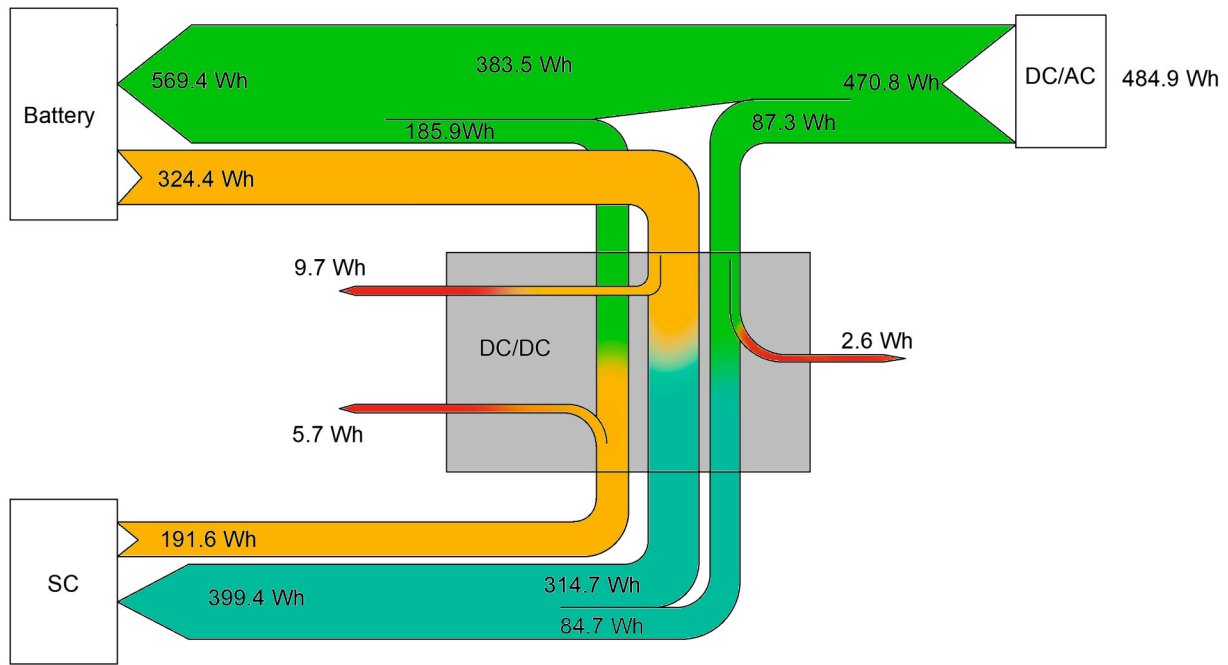 383.5 Wh
569.4 Wh
470.8 Wh
DC/AC
484.9 Wh
Battery
185.9Wh
87.3 Wh
324.4 Wh
9.7 Wh
DC/DC
2.6 Wh
5.7 Wh
191.6 Wh
SC
399.4 Wh
314.7 Wh
84.7 Wh